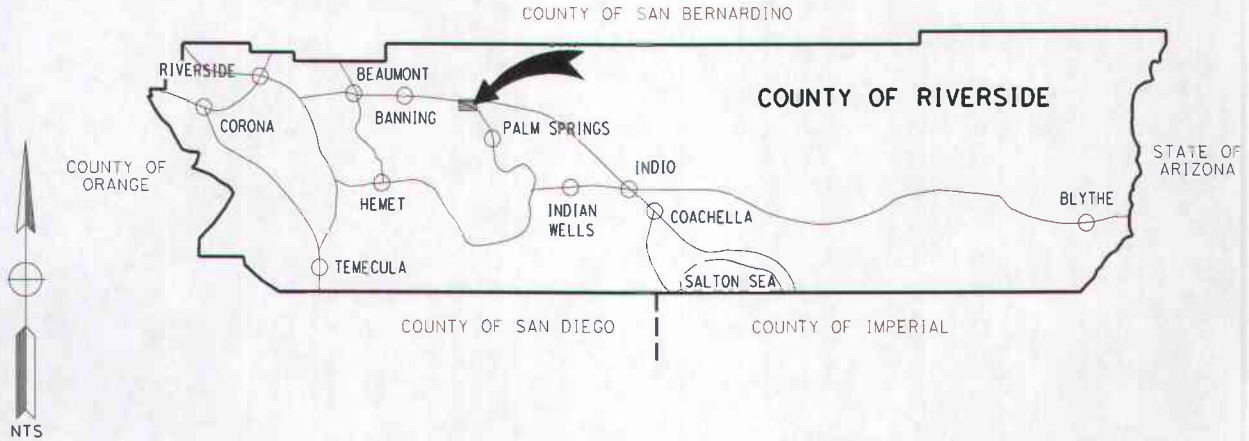 COUNTY OF SAN BERNARDINO
RIVERSIDE
BEAUMONT
COUNTY OF RIVERSIDE
CORONA
BANNING
PALM SPRINGS
COUNTY OF
ORANGE
INDIO
STATE OF
ARIZONA
HEMET
INDIAN
WELLS
COACHELLA
BLYTHE
TEMECULA
SALTON SEA
COUNTY OF SAN DIEGO
COUNTY OF IMPERIAL
NTS